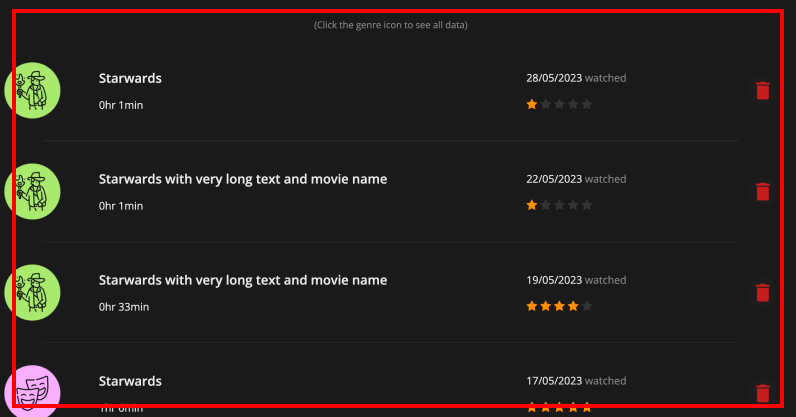 (Click the genre icon to see all data)
Starwards
28/05/2023 watched
0hr 1min
Starwards with very long text and movie name
22/05/2023 watched
0hr 1min
Starwards with very long text and movie name
19/05/2023 watched
0hr 33min
Starwards
17/05/2023 watched